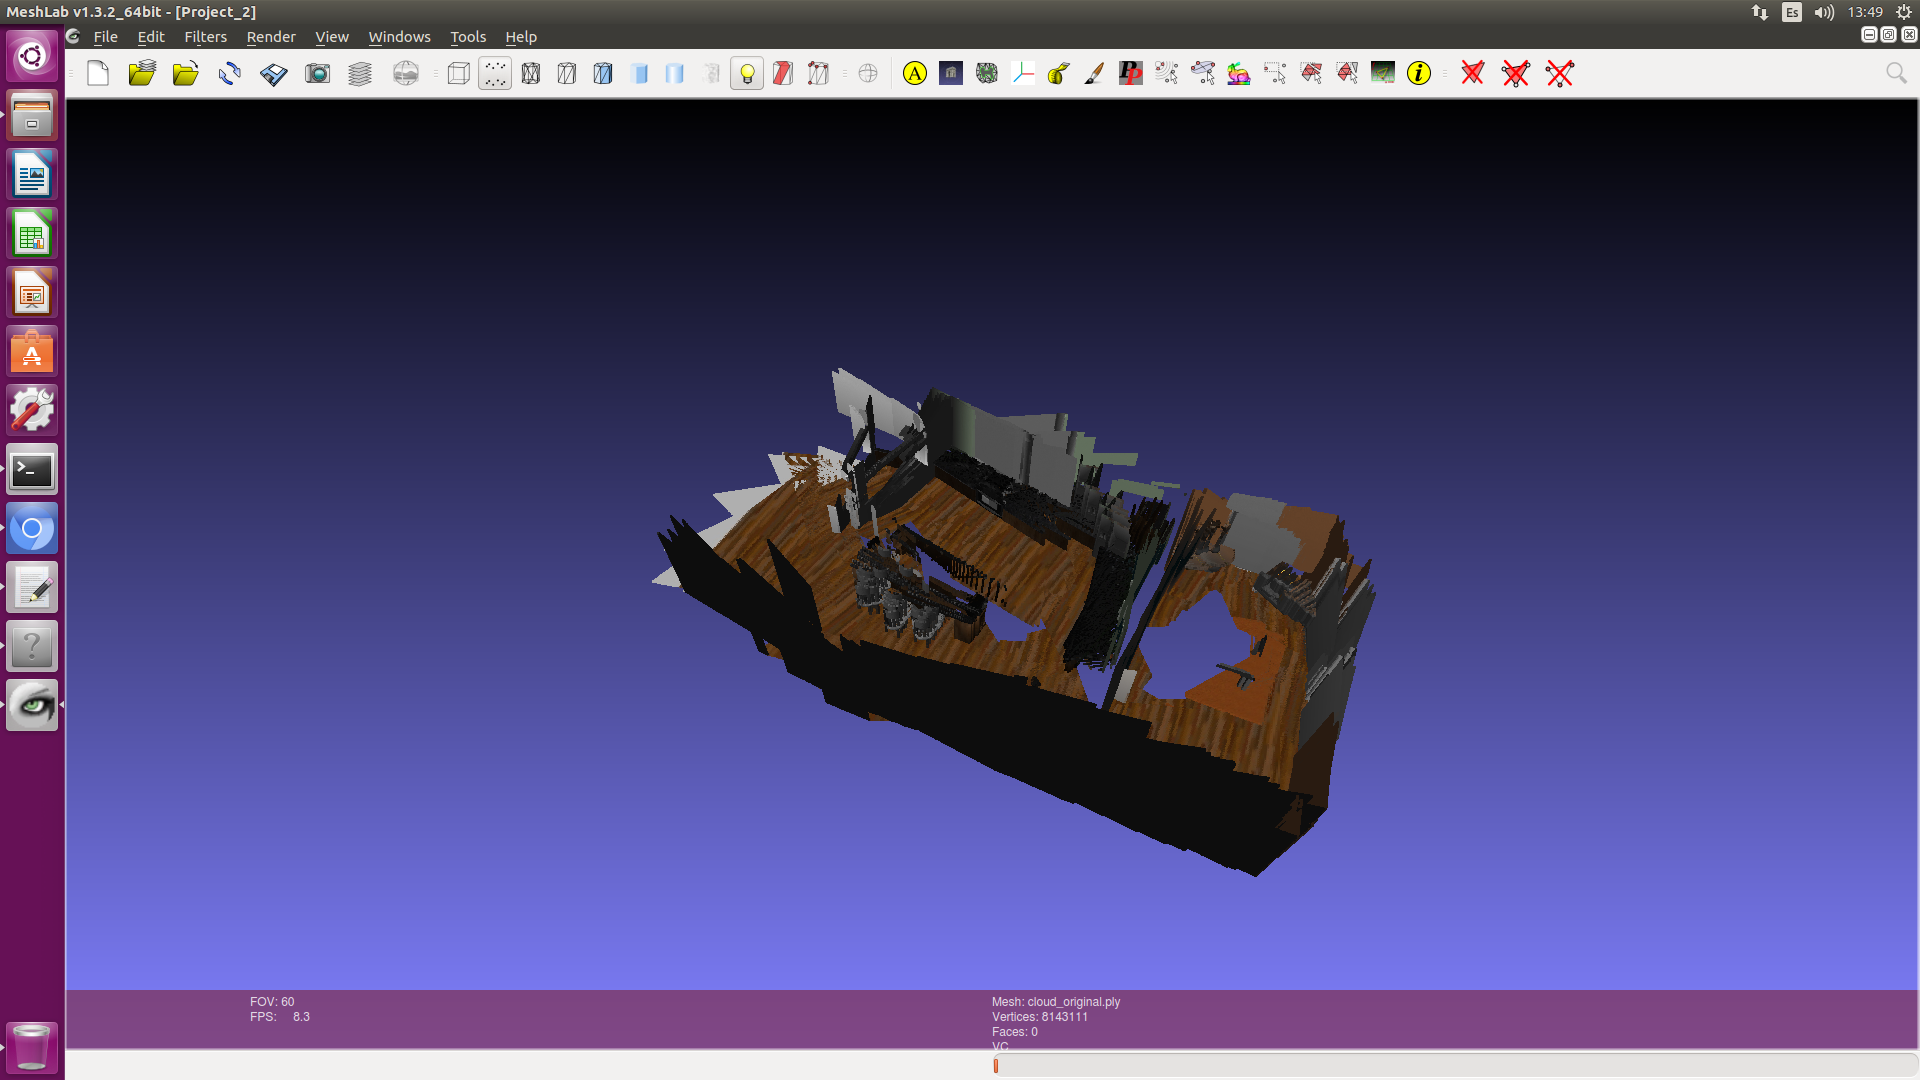 MeshLab v1.3.2_64bit - [Project_2]
Es
13:49
File Edit Filters Render View Windows Tools Help
A
PP
i
A
>_
?
FOV: 60
FPS: 8.3
Mesh: cloud_original.ply
Vertices: 8143111
Faces: 0
VC